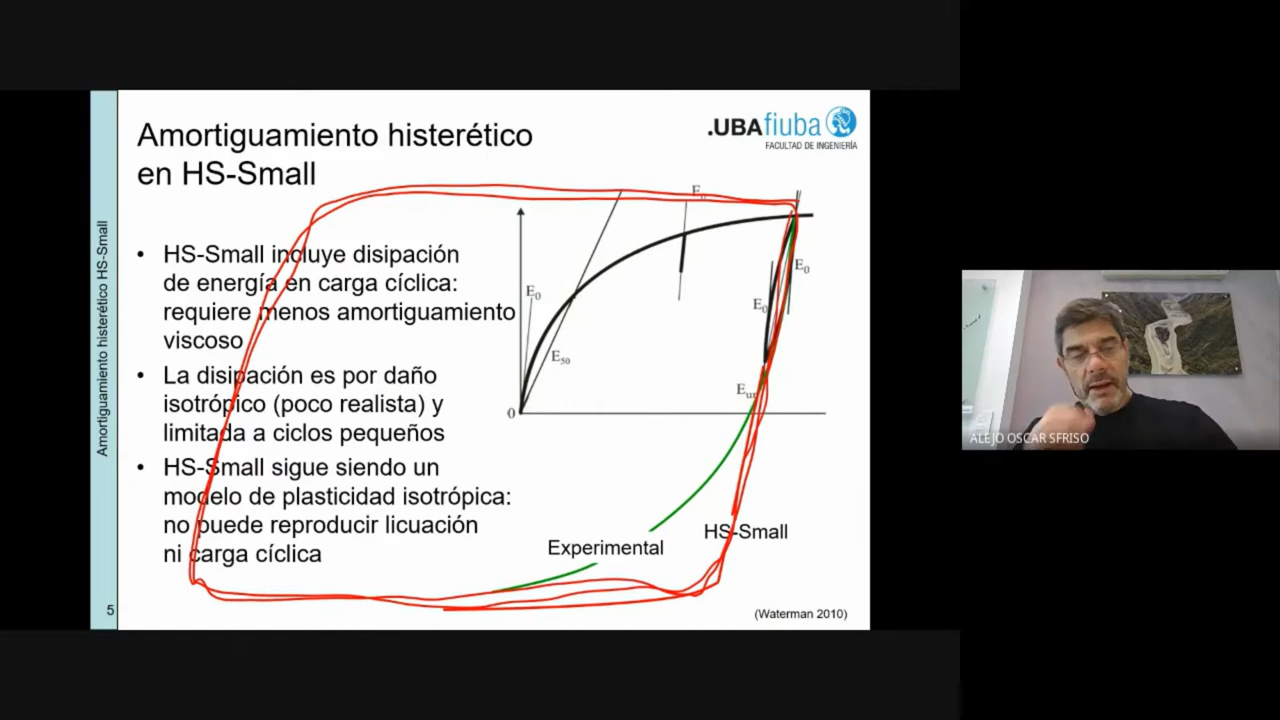 Amortiguamiento histerético
en HS-Small
.UBAfiuba
FACULTAD DE INGENIERÍA
Amortiguamiento histerético HS-Small
• HS-Small incluye disipación
de energía en carga cíclica:
requiere menos amortiguamiento
viscoso
• La disipación es por daño
isotrópico (poco realista) y
limitada a ciclos pequeños
• HS-Small sigue siendo un
modelo de plasticidad isotrópica:
no puede reproducir licuación
ni carga cíclica
E0
E50
0
E0
E0
Eur
Experimental
HS-Small
5
(Waterman 2010)
ALEJO OSCAR SFRISO